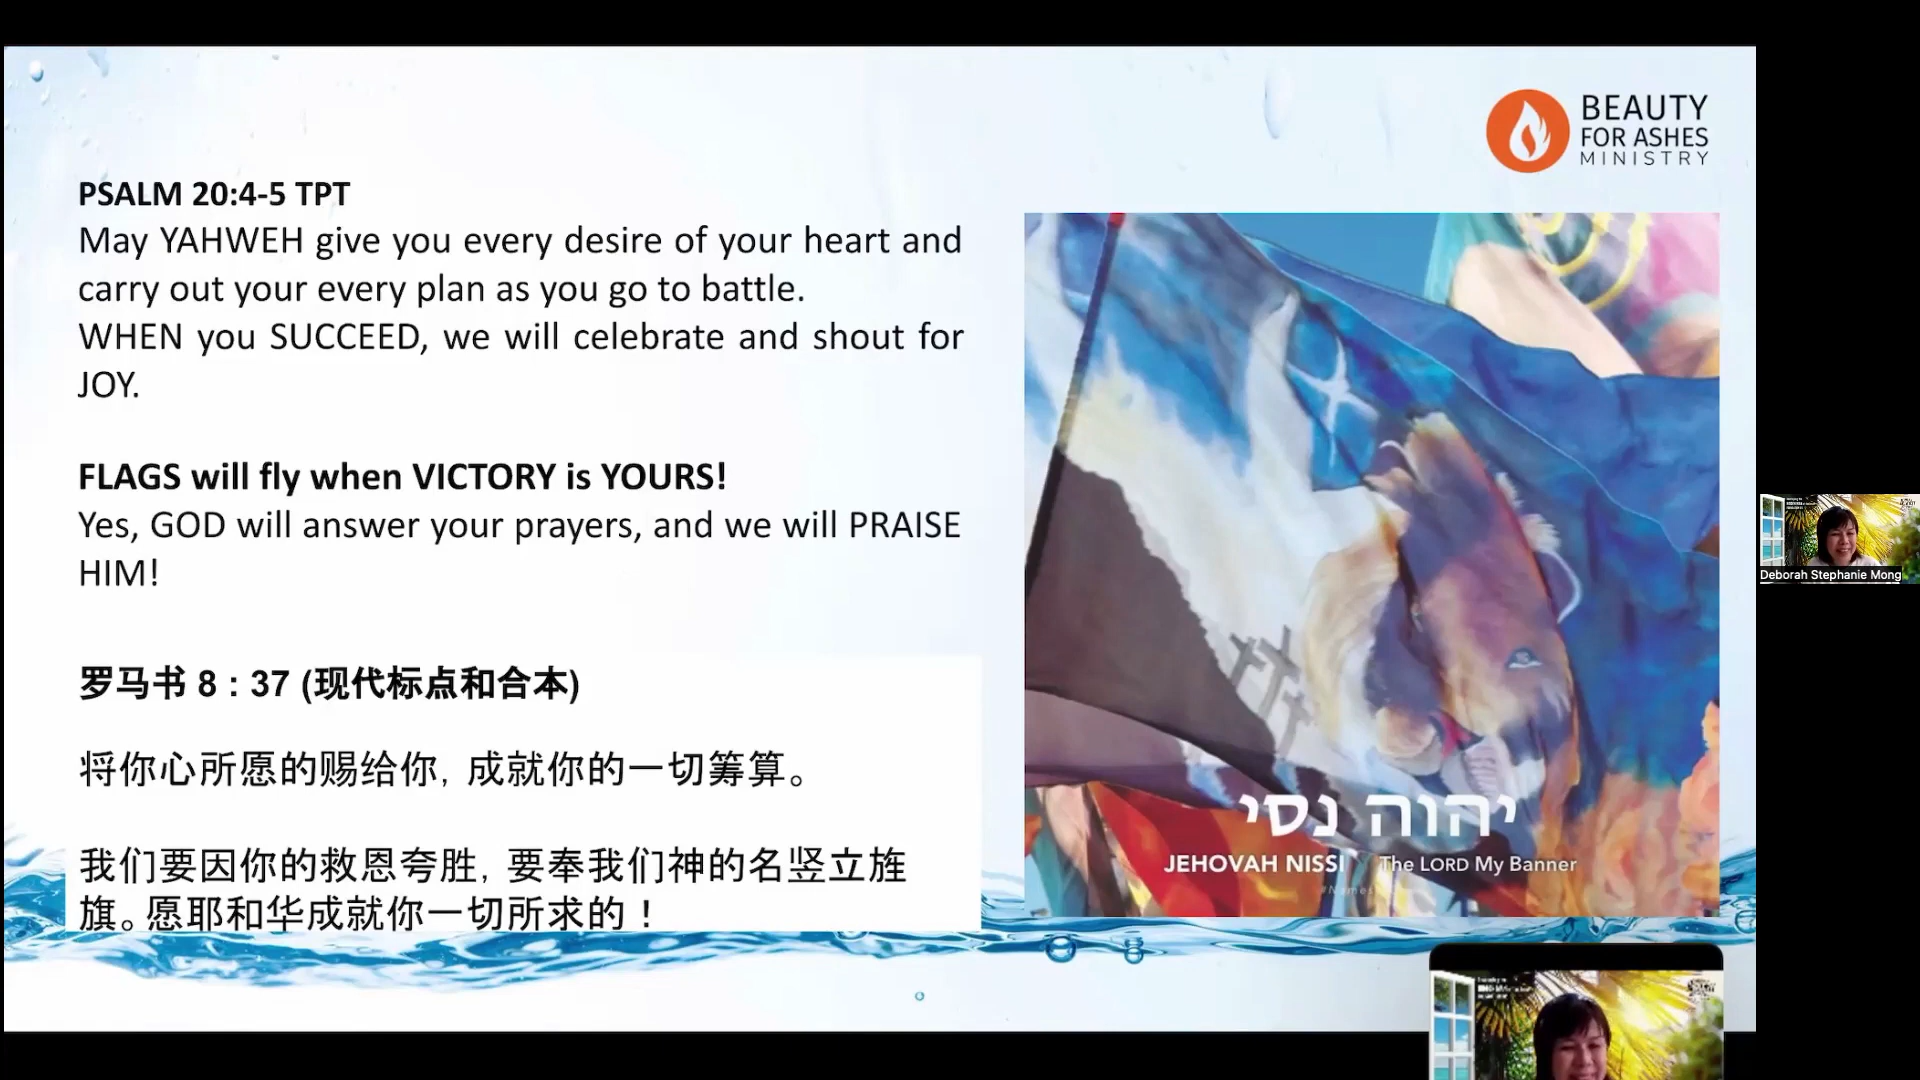 BEAUTY
FOR ASHES
MINISTRY
PSALM 20:4-5 TPT
May YAHWEH give you every desire of your heart and
carry out your every plan as you go to battle.
WHEN you SUCCEED, we will celebrate and shout for
JOY.
FLAGS will fly when VICTORY is YOURS!
Yes, GOD will answer your prayers, and we will PRAISE
HIM!
罗马书 8 : 37 (现代标点和合本)
将你心所愿的赐给你, 成就你的一切筹算。
我们要因你的救恩夸胜, 要奉我们神的名竖立旌
旗。愿耶和华成就你一切所求的！
יהוה נסי
JEHOVAH NISSI The LORD My Banner
Deborah Stephanie Mong